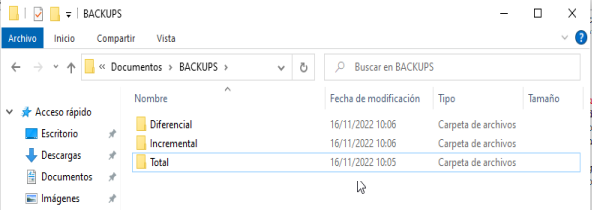 BACKUPS
Archivo Inicio Compartir Vista
« Documentos > BACKUPS > Buscar en BACKUPS
Nombre Fecha de modificación Tipo Tamaño
Acceso rápido
Escritorio
Descargas
Documentos
Imágenes
Diferencial 16/11/2022 10:06 Carpeta de archivos
Incremental 16/11/2022 10:06 Carpeta de archivos
Total 16/11/2022 10:05 Carpeta de archivos